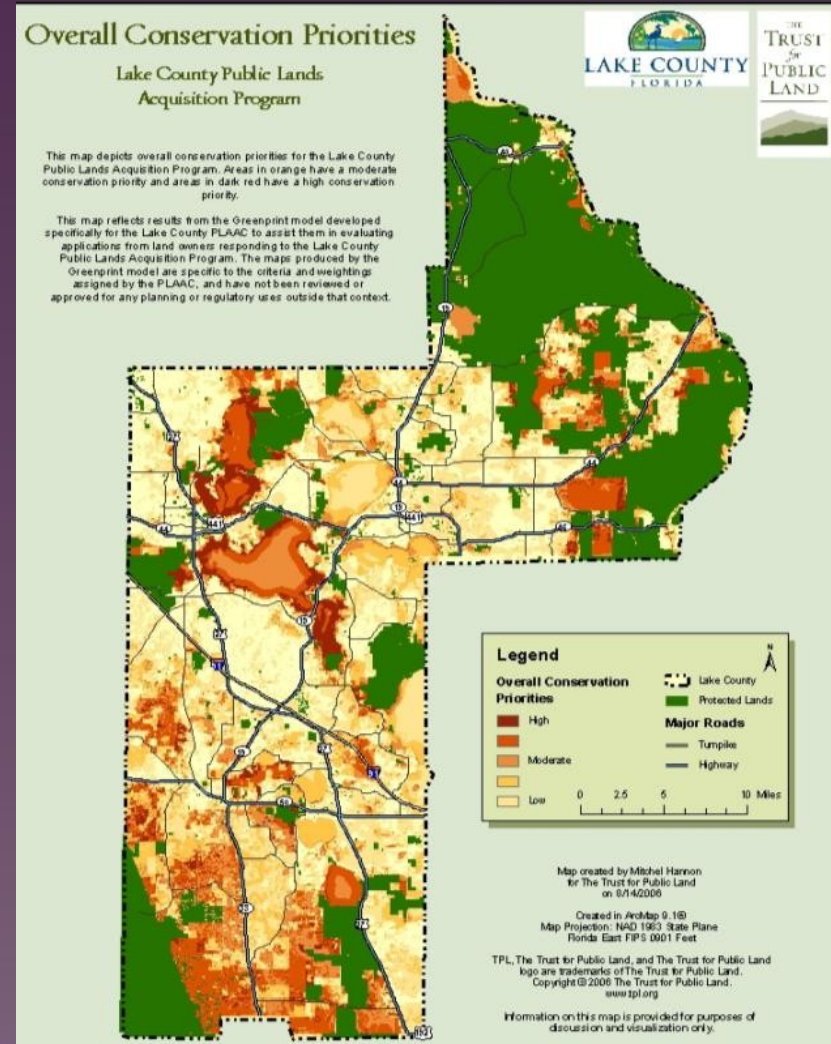 Overall Conservation Priorities
Lake County Public Lands
Acquisition Program
This map depicts overall conservation priorities for the Lake County
Public Lands Acquisition Program. Areas in orange have a moderate
conservation priority and areas in dark red have a high conservation
priority.
This map reflects results from the Greenprint model developed
specifically for the Lake County PLAAC to assist them in evaluating
applications from land owners responding to the Lake County
Public Lands Acquisition Program. The maps produced by the
Greenprint model are specific to the criteria and weightings
assigned by the PLAAC, and have not been reviewed or
approved for any planning or regulatory uses outside that context.
LAKE COUNTY
FLORIDA
THE
TRUST
for
PUBLIC
LAND
44
44
441
441
44
27
Legend
N
Overall Conservation
Priorities
High
Moderate
Low
Lake County
Protected Lands
Major Roads
Turnpike
Highway
0 2.5 5 10 Miles
Map created by Mitchel Hannon
for The Trust for Public Land
on 8/14/2006
Created in ArcMap 9.1®
Map Projection: NAD 1983 State Plane
Florida East FIPS 0901 Feet
TPL, The Trust for Public Land, and The Trust for Public Land
logo are trademarks of The Trust for Public Land.
Copyright © 2006 The Trust for Public Land.
www.tpl.org
Information on this map is provided for purposes of
discussion and visualization only.